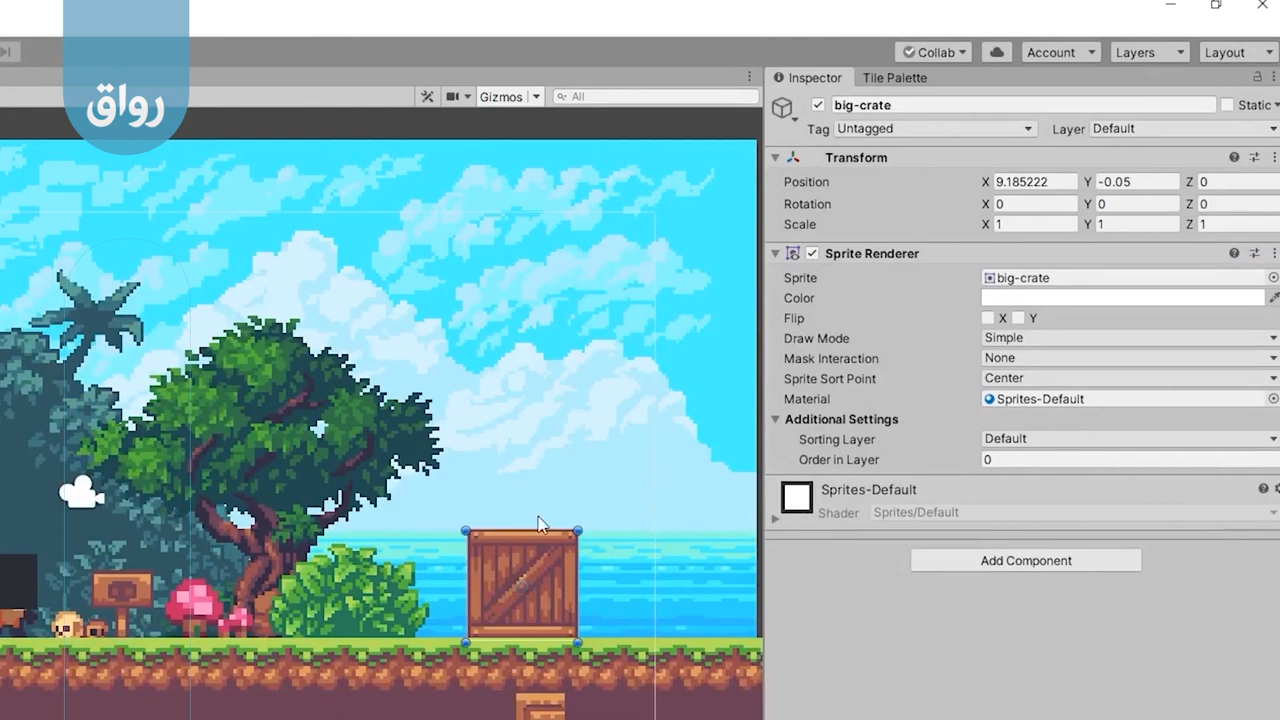 رواق
Collab
Account
Layers
Layout
Gizmos
All
Inspector
Tile Palette
big-crate
Static
Tag
Untagged
Layer
Default
Transform
Position
X 9.185222
Y -0.05
Z 0
Rotation
X 0
Y 0
Z 0
Scale
X 1
Y 1
Z 1
Sprite Renderer
Sprite
big-crate
Color
Flip
X
Y
Draw Mode
Simple
Mask Interaction
None
Sprite Sort Point
Center
Material
Sprites-Default
Additional Settings
Sorting Layer
Default
Order in Layer
0
Sprites-Default
Shader
Sprites/Default
Add Component